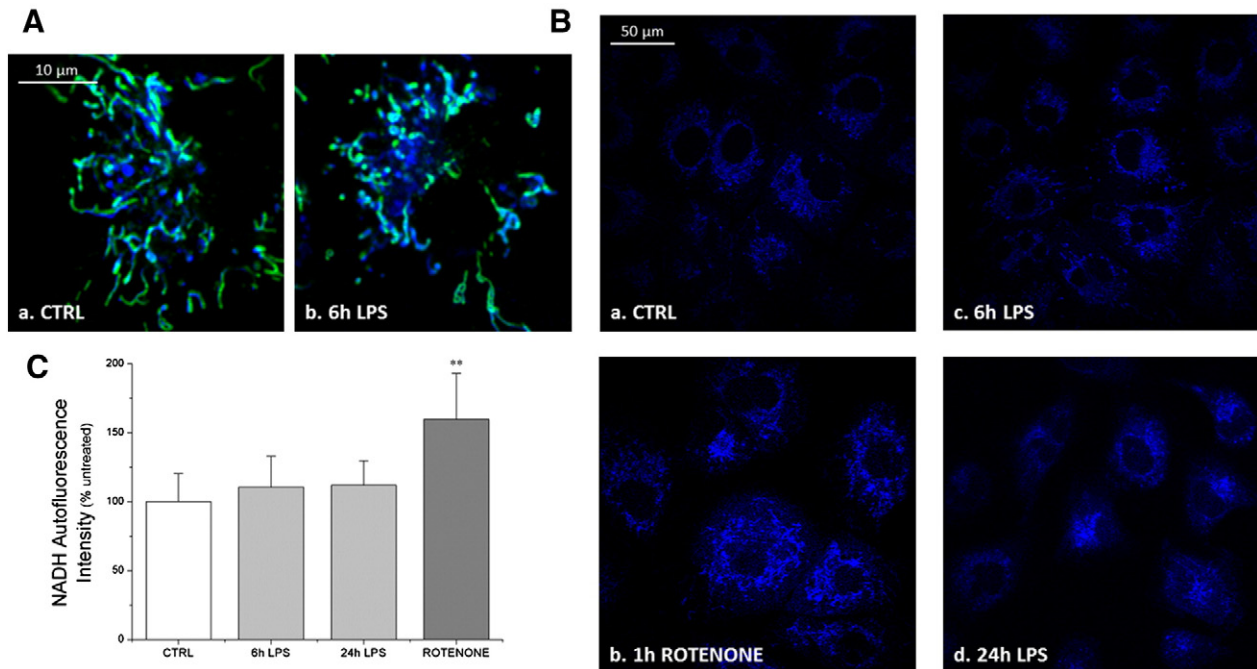 A
10 µm
a. CTRL
b. 6h LPS
B
50 µm
a. CTRL
c. 6h LPS
b. 1h ROTENONE
d. 24h LPS
C
NADH Autofluorescence
Intensity (% untreated)
200
150
100
50
0
**
CTRL
6h LPS
24h LPS
ROTENONE